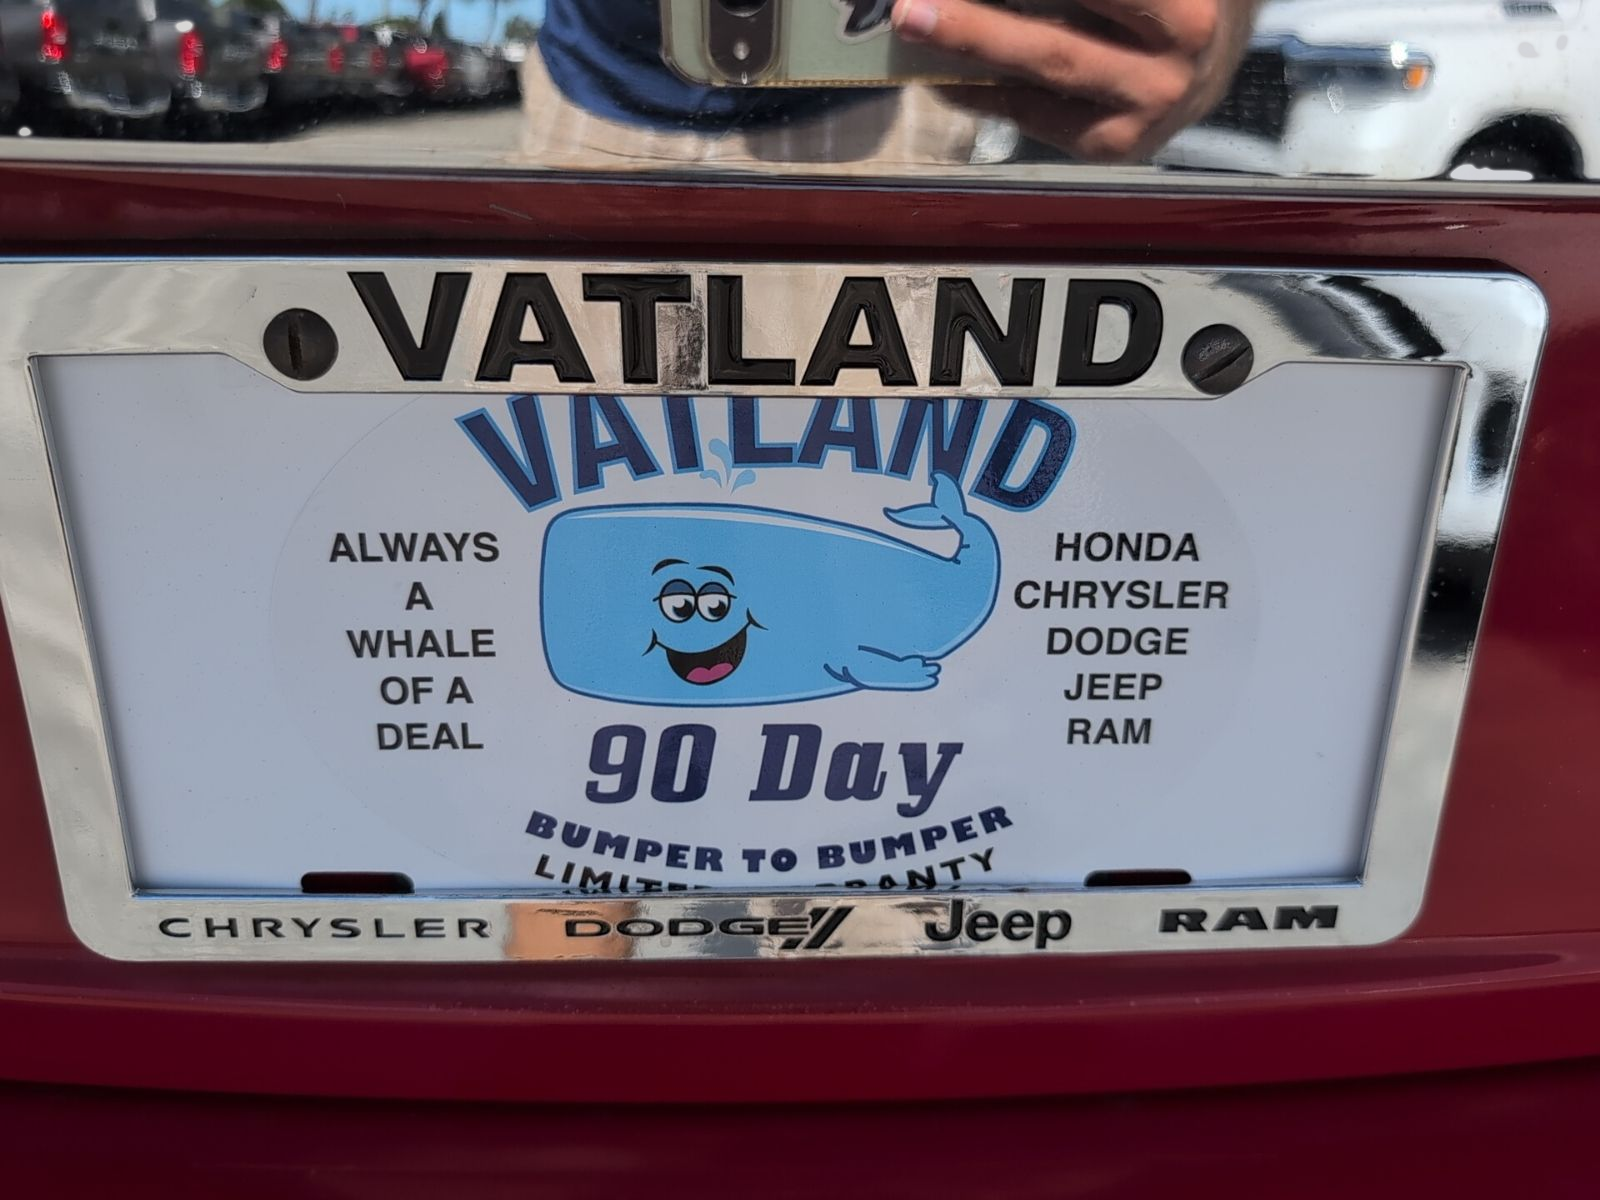 VATLAND
VATLAND
ALWAYS
A
WHALE
OF A
DEAL
HONDA
CHRYSLER
DODGE
JEEP
RAM
90 Day
BUMPER TO BUMPER
CHRYSLER DODGE Jeep RAM